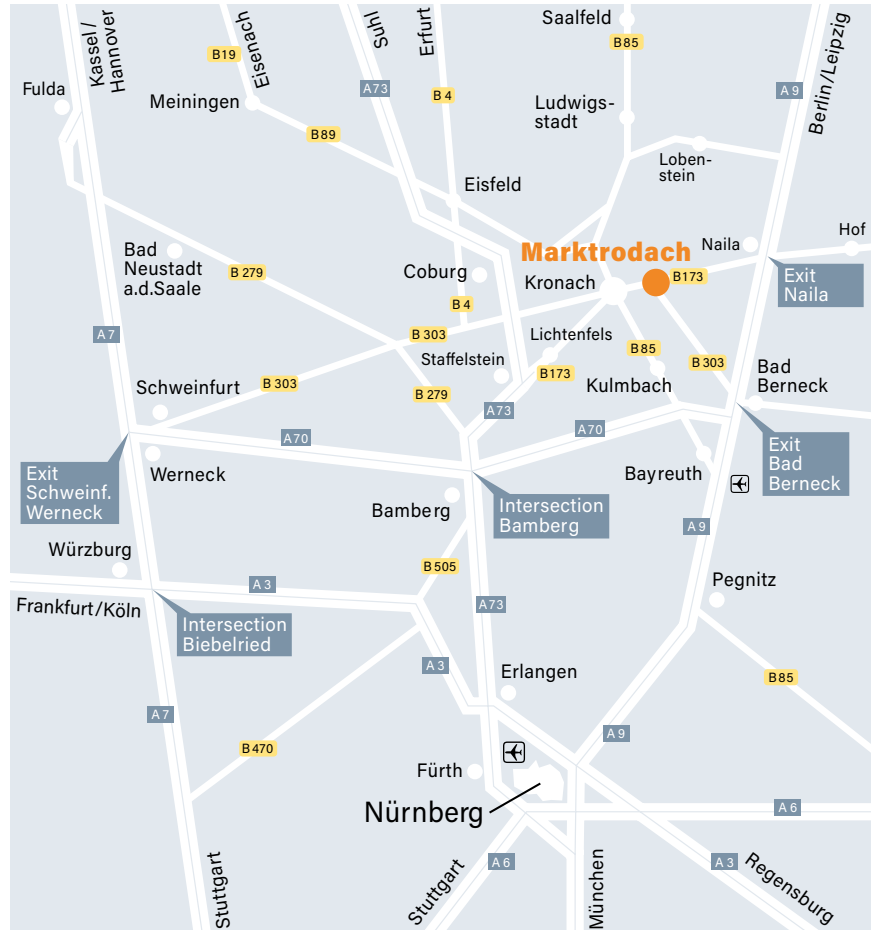 Kassel/
Hannover
Suhl
Erfurt
Saalfeld
B85
B19
Eisenach
A73
A 9
Berlin/Leipzig
Fulda
Meiningen
B 4
Ludwigs-
stadt
B89
Loben-
stein
Eisfeld
Marktrodach
Naila
Hof
Bad
Neustadt
a.d.Saale
B 279
Coburg
Kronach
B173
Exit
Naila
B 4
A7
B 303
Lichtenfels
B85
B 303
Staffelstein
B173
Kulmbach
Bad
Berneck
B 303
B 279
Schweinfurt
A73
A70
A70
Exit
Schweinf.
Werneck
Werneck
Bayreuth
Exit
Bad
Berneck
Bamberg
Intersection
Bamberg
A9
Würzburg
B505
A 3
Pegnitz
Frankfurt/Köln
A73
Intersection
Biebelried
A 3
Erlangen
B85
A7
A9
B470
Fürth
Nürnberg
A 6
Stuttgart
Stuttgart
A6
München
A 3
Regensburg